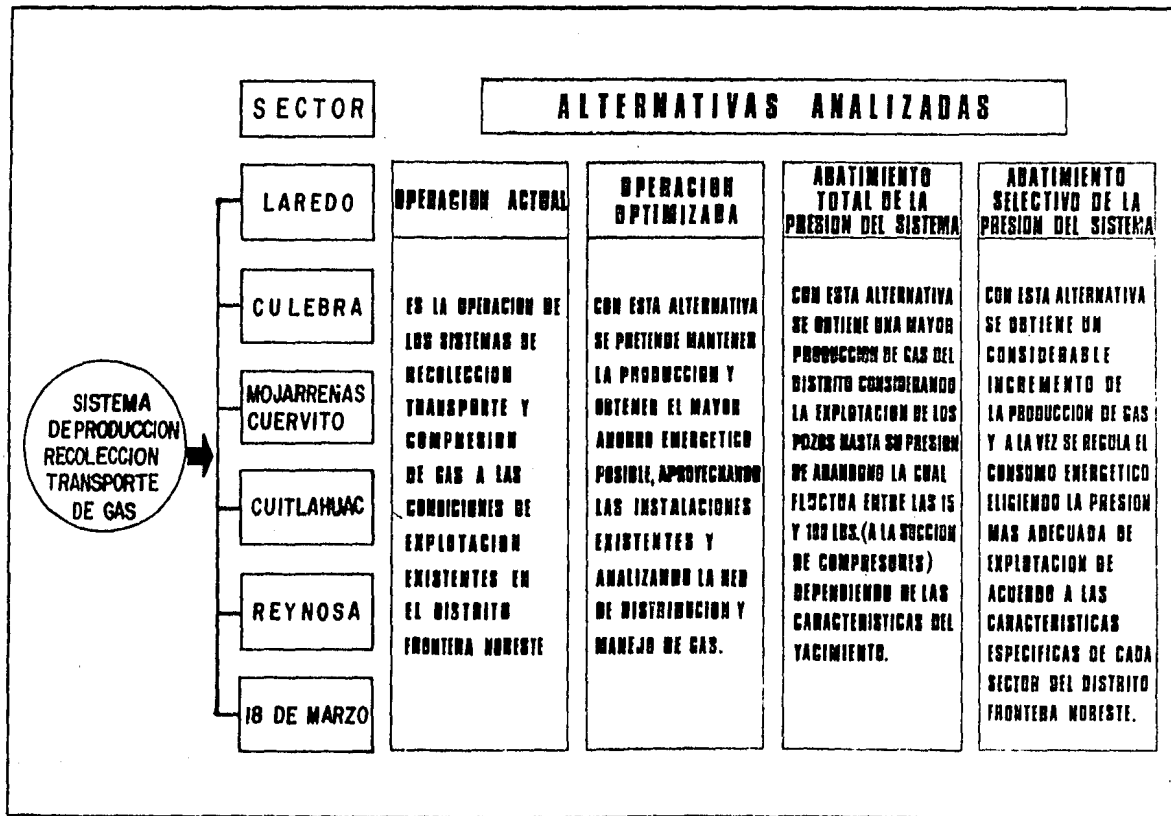 SECTOR
ALTERNATIVAS ANALIZADAS
SISTEMA
DE PRODUCCION
RECOLECCION
TRANSPORTE
DE GAS
LAREDO
CULEBRA
MOJARREÑAS
CUERVITO
CUITLAHUAC
REYNOSA
18 DE MARZO
OPERACION ACTUAL
ES LA OPERACION DE
LOS SISTEMAS DE
RECOLECCION
TRANSPORTE Y
COMPRESION
DE GAS A LAS
CONDICIONES DE
EXPLOTACION
EXISTENTES EN
EL DISTRITO
FRONTERA NORESTE
OPERACION
OPTIMIZADA
CON ESTA ALTERNATIVA
SE PRETENDE MANTENER
LA PRODUCCION Y
OBTENER EL MAYOR
AHORRO ENERGETICO
POSIBLE, APROVECHANDO
LAS INSTALACIONES
EXISTENTES Y
ANALIZANDO LA RED
DE DISTRIBUCION Y
MANEJO DE GAS.
ABATIMIENTO
TOTAL DE LA
PRESION DEL SISTEMA
CON ESTA ALTERNATIVA
SE OBTIENE UNA MAYOR
PRODUCCION DE GAS DEL
DISTRITO CONSIDERANDO
LA EXPLOTACION DE LOS
POZOS HASTA SU PRESION
DE ABANDONO LA CUAL
FLUCTUA ENTRE LAS 15
Y 100 LBS. (A LA SUCCION
DE COMPRESORES)
DEPENDIENDO DE LAS
CARACTERISTICAS DEL
YACIMIENTO.
ABATIMIENTO
SELECTIVO DE LA
PRESION DEL SISTEMA
CON ESTA ALTERNATIVA
SE OBTIENE UN
CONSIDERABLE
INCREMENTO DE
LA PRODUCCION DE GAS
Y A LA VEZ SE REGULA EL
CONSUMO ENERGETICO
ELIGIENDO LA PRESION
MAS ADECUADA DE
EXPLOTACION DE
ACUERDO A LAS
CARACTERISTICAS
ESPECIFICAS DE CADA
SECTOR DEL DISTRITO
FRONTERA NORESTE.